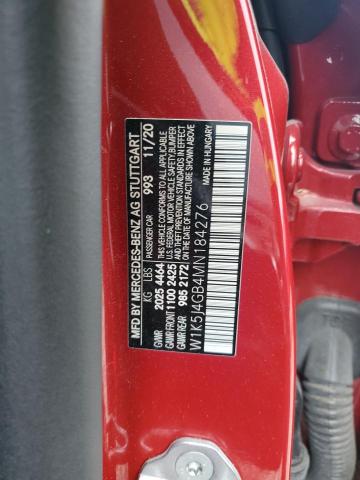 MFD BY MERCEDES-BENZ AG STUTTGART
PASSENGER CAR 993 11/20
THIS VEHICLE CONFORMS TO ALL APPLICABLE
U.S. FEDERAL MOTOR VEHICLE SAFETY, BUMPER
AND THEFT PREVENTION STANDARDS IN EFFECT
ON THE DATE OF MANUFACTURE SHOWN ABOVE.
KG LBS
GVWR 2025 4464
GAWR FRONT 1100 2425
GAWR REAR 985 2172
MADE IN HUNGARY
W1K5J4GB4MN184276